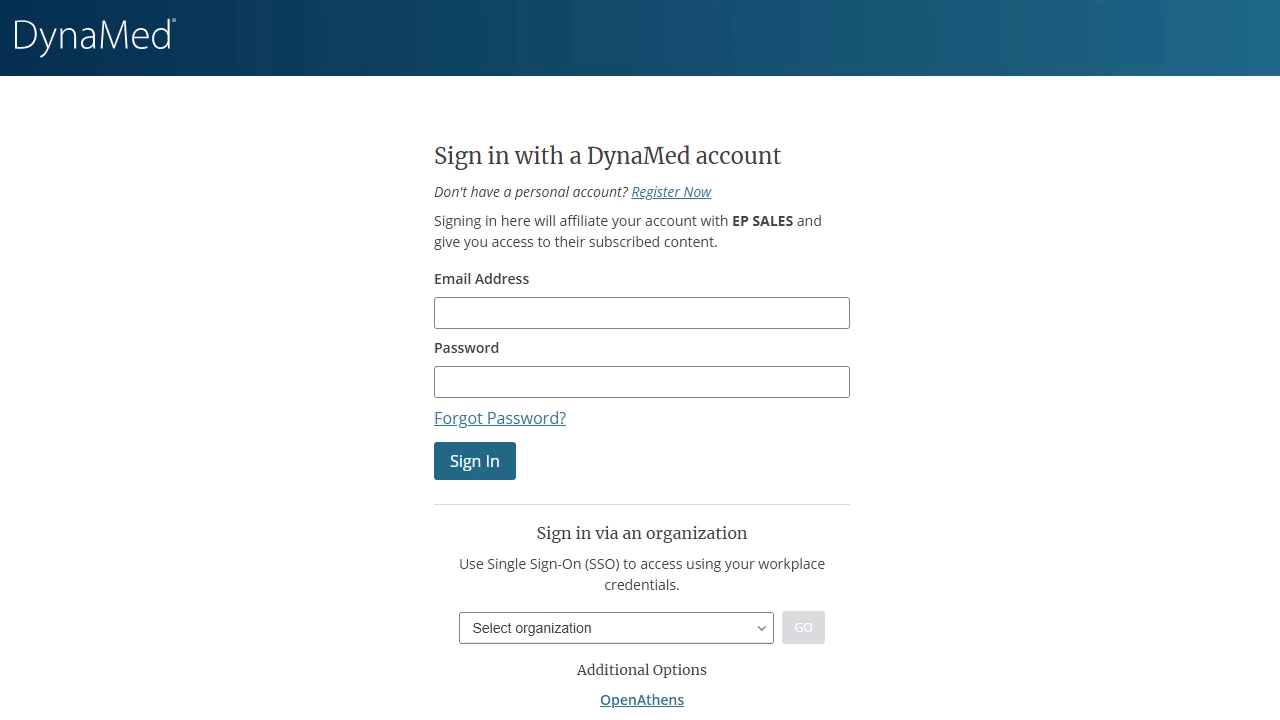 DynaMed®
Sign in with a DynaMed account
Don't have a personal account? Register Now
Signing in here will affiliate your account with EP SALES and
give you access to their subscribed content.
Email Address
Password
Forgot Password?
Sign In
Sign in via an organization
Use Single Sign-On (SSO) to access using your workplace
credentials.
Select organization
GO
Additional Options
OpenAthens